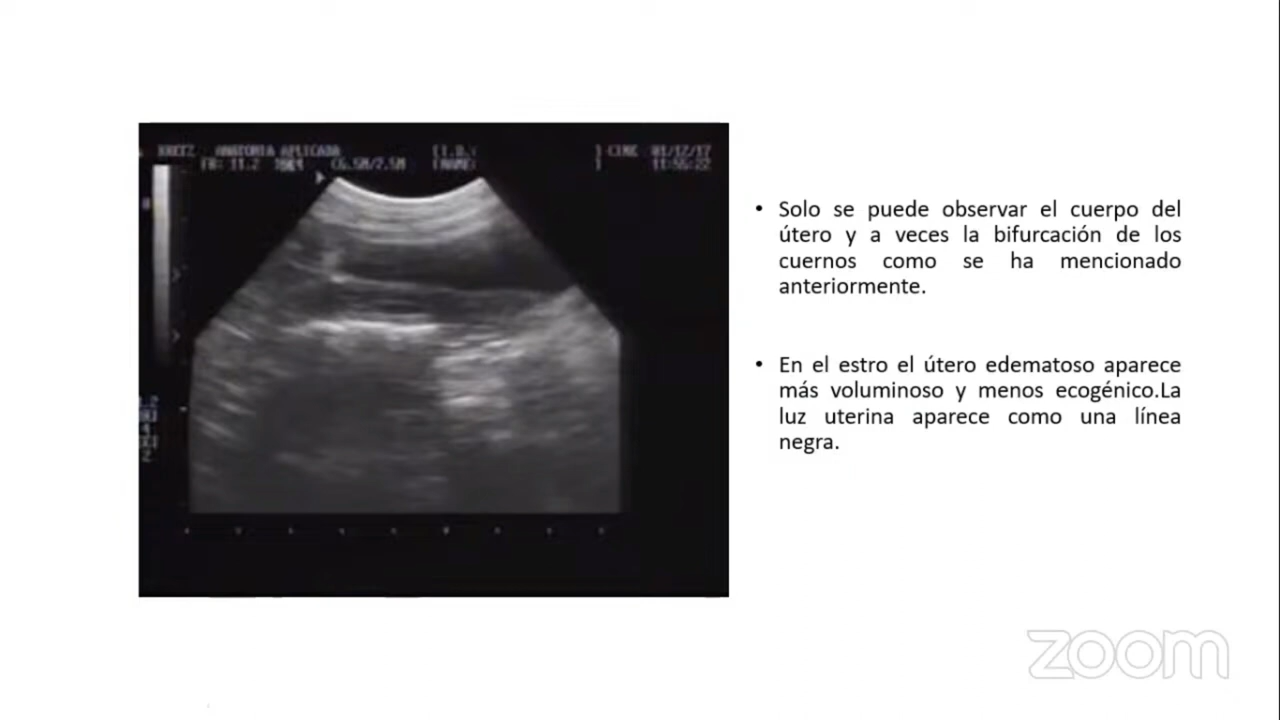 ANATOMIA APLICADA
• Solo se puede observar el cuerpo del
útero y a veces la bifurcación de los
cuernos como se ha mencionado
anteriormente.
• En el estro el útero edematoso aparece
más voluminoso y menos ecogénico.La
luz uterina aparece como una línea
negra.
zoom